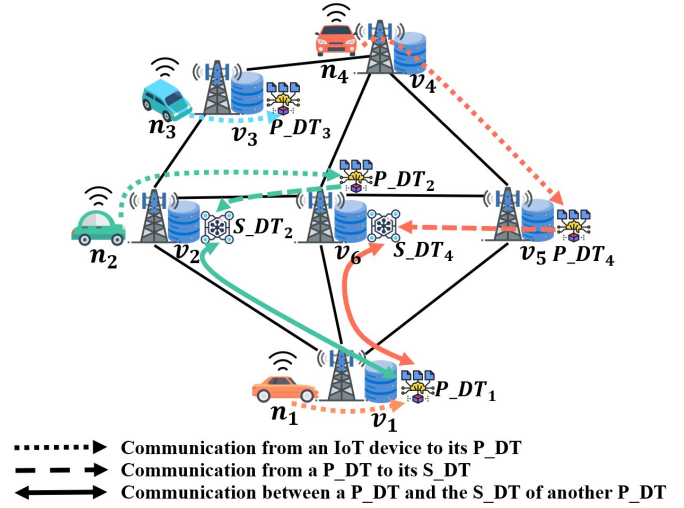 n4
v4
n3
v3
P_DT3
P_DT2
n2
v2
S_DT2
v6
S_DT4
v5
P_DT4
n1
v1
P_DT1
Communication from an IoT device to its P_DT
Communication from a P_DT to its S_DT
Communication between a P_DT and the S_DT of another P_DT